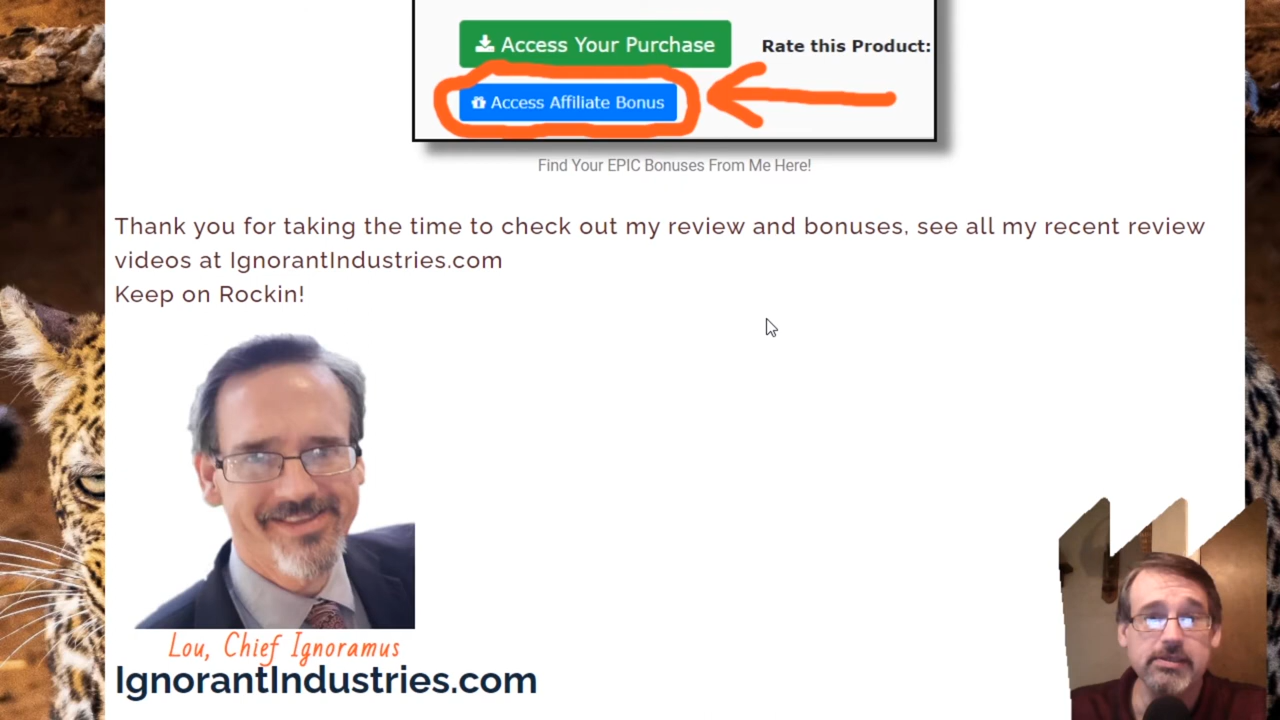 Access Your Purchase
Rate this Product:
Access Affiliate Bonus
Find Your EPIC Bonuses From Me Here!
Thank you for taking the time to check out my review and bonuses, see all my recent review
videos at IgnorantIndustries.com
Keep on Rockin!
Lou, Chief Ignoramus
IgnorantIndustries.com